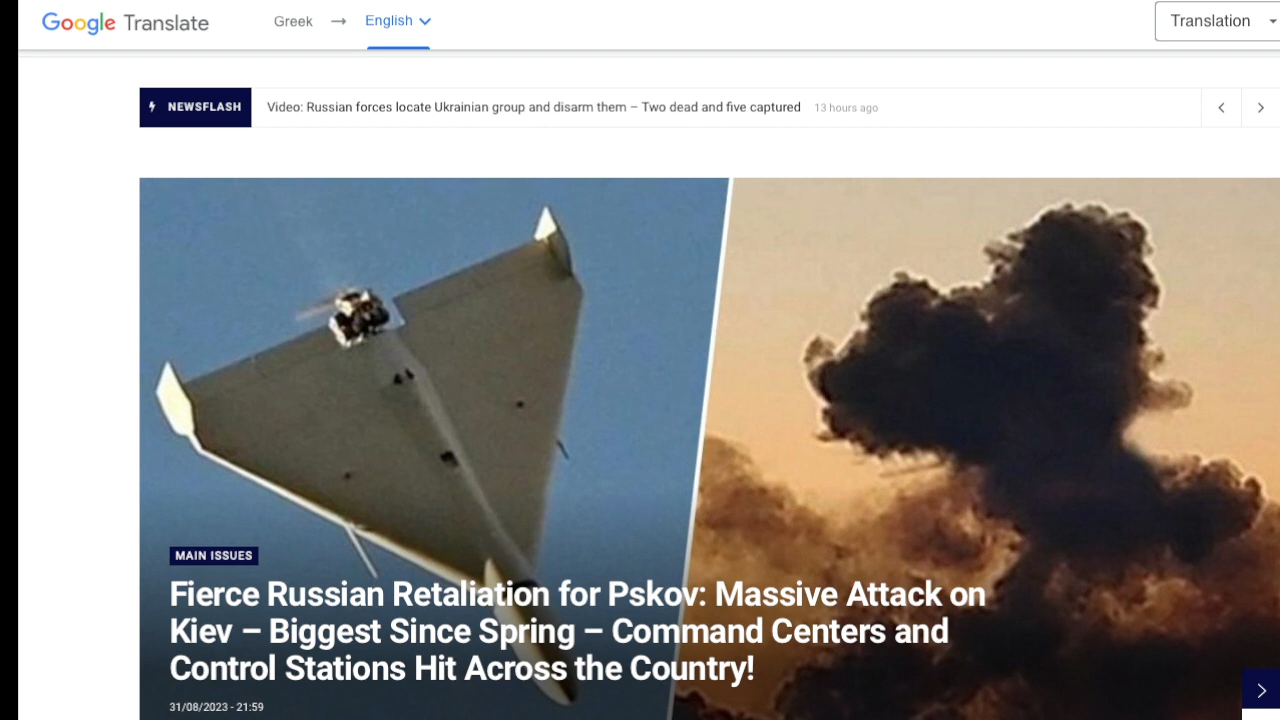 Google Translate
Greek → English
Translation
NEWSFLASH
Video: Russian forces locate Ukrainian group and disarm them – Two dead and five captured 13 hours ago
MAIN ISSUES
Fierce Russian Retaliation for Pskov: Massive Attack on
Kiev – Biggest Since Spring – Command Centers and
Control Stations Hit Across the Country!
31/08/2023 - 21:59